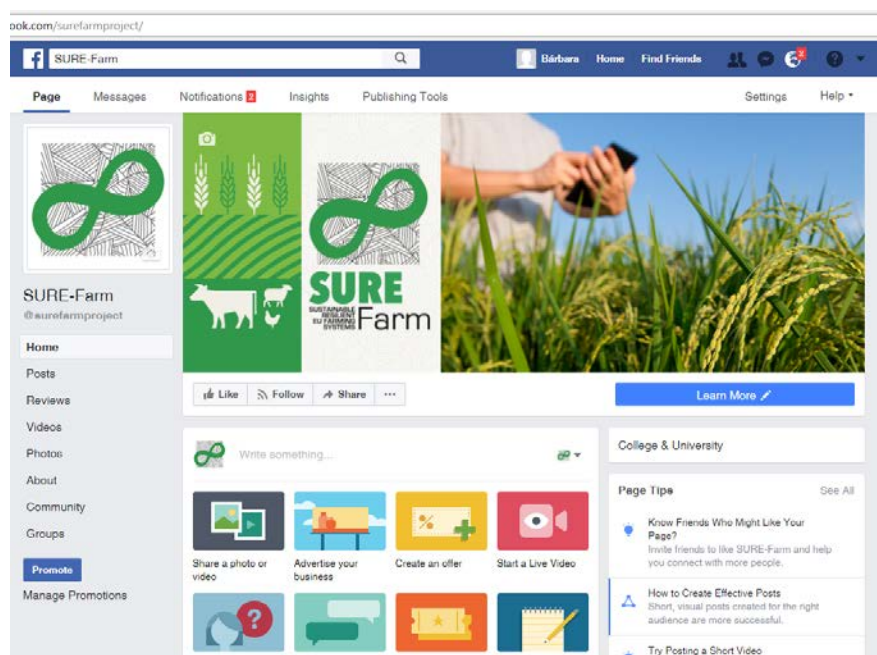 ook.com/surefarmproject/
SURE-Farm
Bárbara Home Find Friends
2
Page Messages Notifications 2 Insights Publishing Tools Settings Help
SURE
SUSTAINABLE
RESILIENT
EU FARMING
SYSTEMS
Farm
SURE-Farm
@surefarmproject
Home
Posts
Reviews
Videos
Photos
About
Community
Groups
Promote
Manage Promotions
Like Follow Share ...
Learn More
Write something...
Share a photo or
video
Advertise your
business
Create an offer
Start a Live Video
College & University
Page Tips See All
Know Friends Who Might Like Your
Page?
Invite friends to like SURE-Farm and help
you connect with more people.
How to Create Effective Posts
Short, visual posts created for the right
audience are more successful.
Try Posting a Short Video